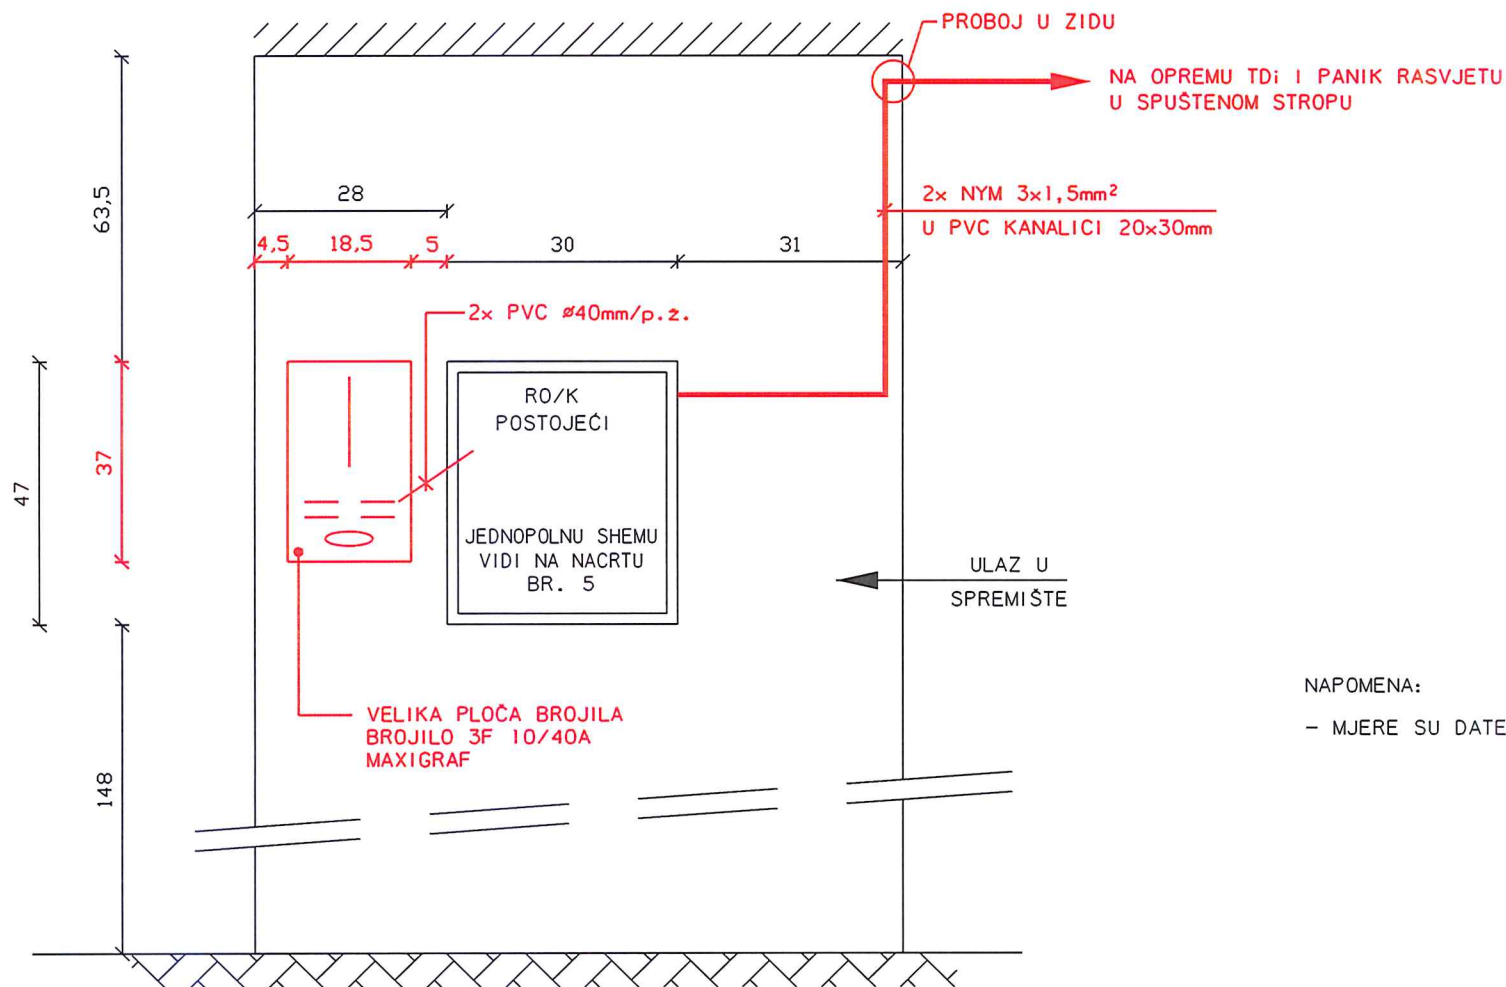 PROBOJ U ZIDU
NA OPREMU TDi I PANIK RASVJETU
U SPUŠTENOM STROPU
63,5
28
2x NYM 3x1,5mm²
U PVC KANALICI 20x30mm
4,5
18,5
5
30
31
2x PVC ø40mm/p.ž.
RO/K
POSTOJEĆI
37
47
JEDNOPOLNU SHEMU
VIDI NA NACRTU
BR. 5
ULAZ U
SPREMIŠTE
NAPOMENA:
- MJERE SU DATE
VELIKA PLOČA BROJILA
BROJILO 3F 10/40A
MAXIGRAF
148